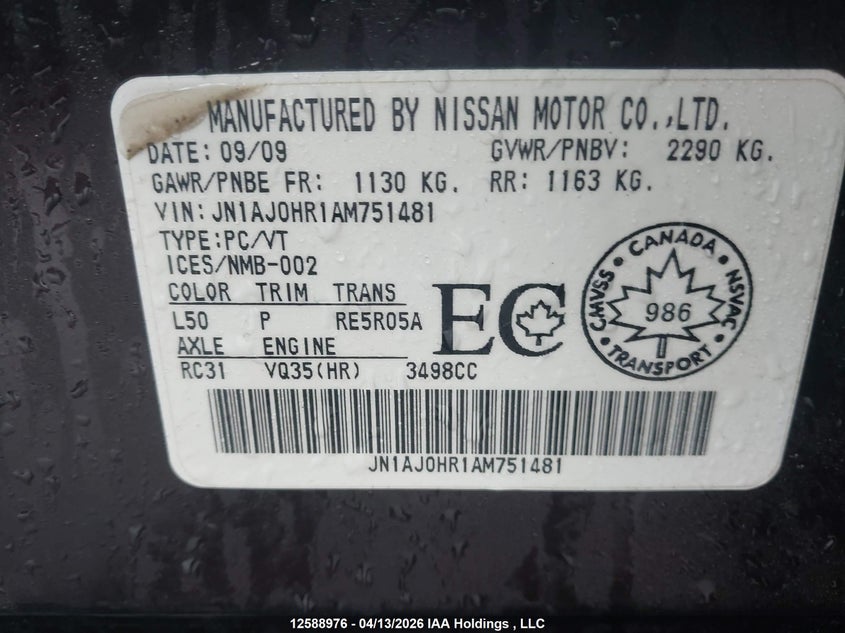 MANUFACTURED BY NISSAN MOTOR CO.,LTD.
DATE: 09/09 GVWR/PNBV: 2290 KG.
GAWR/PNBE FR: 1130 KG. RR: 1163 KG.
VIN: JN1AJ0HR1AM751481
TYPE:PC/VT
ICES/NMB-002
COLOR TRIM TRANS
L50 P RE5R05A
AXLE ENGINE
RC31 VQ35(HR) 3498CC
EC
CMVSS • CANADA • NSVAC • TRANSPORT •
986
JN1AJ0HR1AM751481
12588976 - 04/13/2026 IAA Holdings , LLC